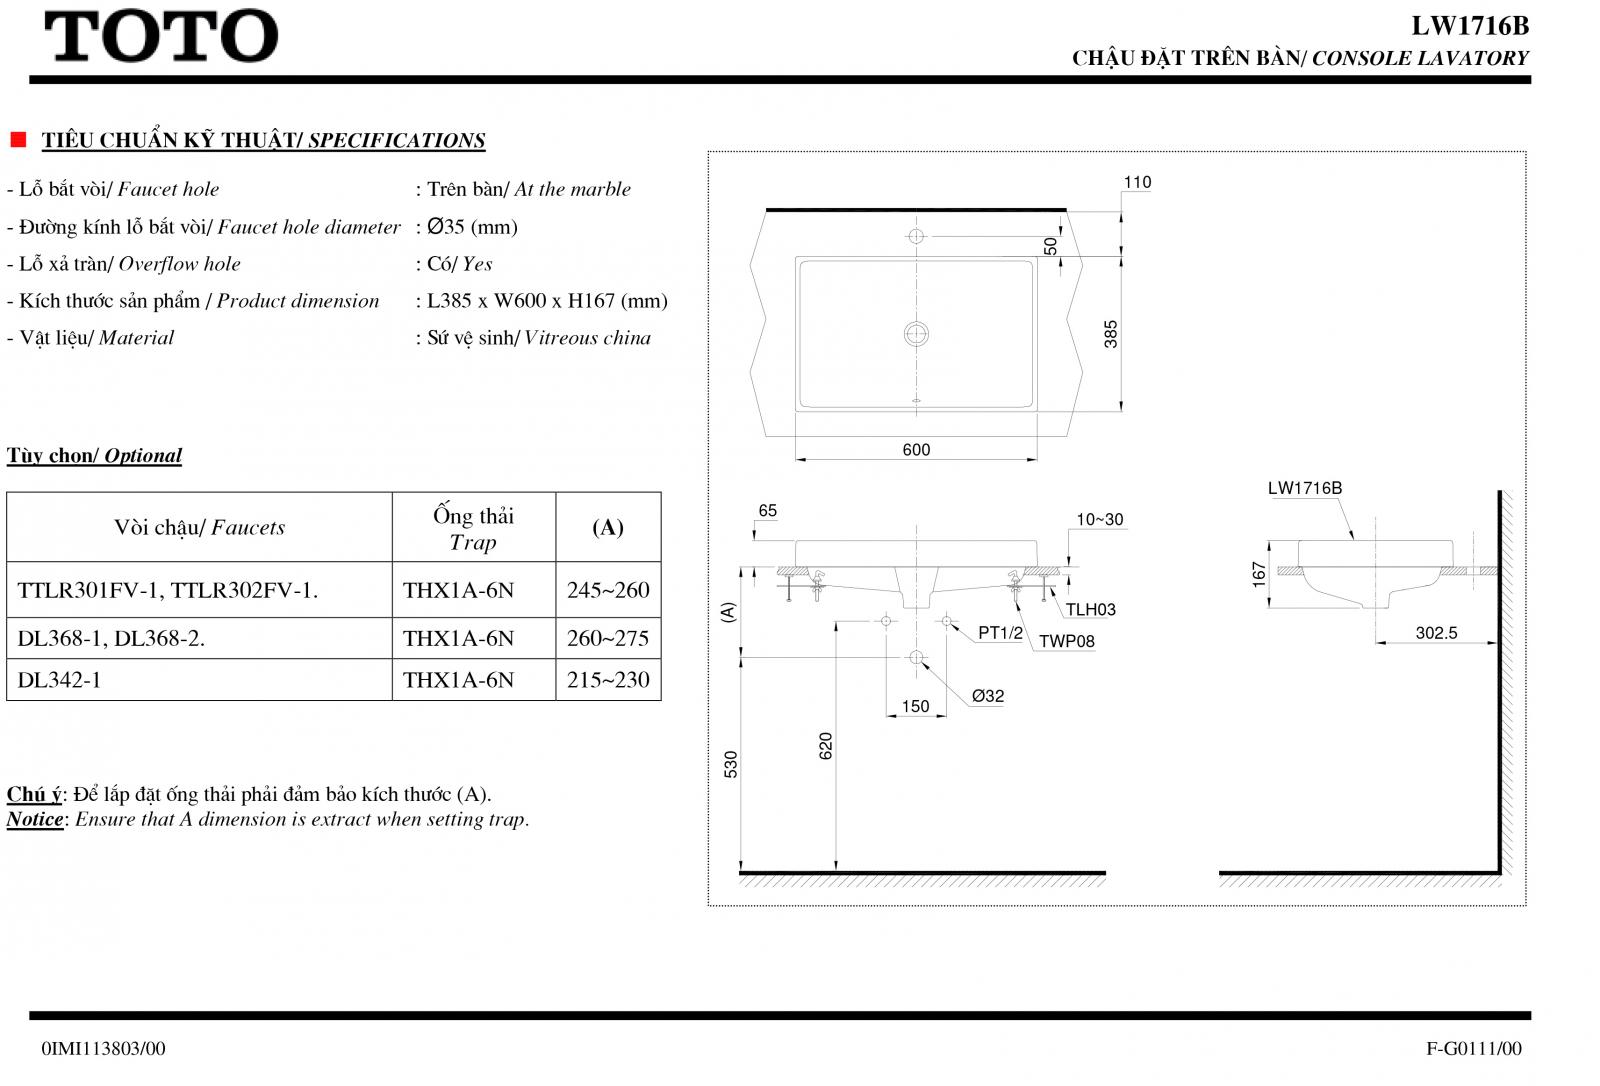 TOTO
LW1716B
CHẬU ĐẶT TRÊN BÀN/ CONSOLE LAVATORY
TIÊU CHUẨN KỸ THUẬT/ SPECIFICATIONS
- Lỗ bắt vòi/ Faucet hole : Trên bàn/ At the marble
- Đường kính lỗ bắt vòi/ Faucet hole diameter : Ø35 (mm)
- Lỗ xả tràn/ Overflow hole : Có/ Yes
- Kích thước sản phẩm / Product dimension : L385 x W600 x H167 (mm)
- Vật liệu/ Material : Sứ vệ sinh/ Vitreous china
Tùy chọn/ Optional
Vòi chậu/ Faucets Ống thải Trap (A)
TTLR301FV-1, TTLR302FV-1. THX1A-6N 245~260
DL368-1, DL368-2. THX1A-6N 260~275
DL342-1 THX1A-6N 215~230
Chú ý: Để lắp đặt ống thải phải đảm bảo kích thước (A).
Notice: Ensure that A dimension is extract when setting trap.
110
50
385
600
65
10~30
(A)
TLH03
PT1/2
TWP08
Ø32
150
620
530
LW1716B
167
302.5
0IMI113803/00
F-G0111/00